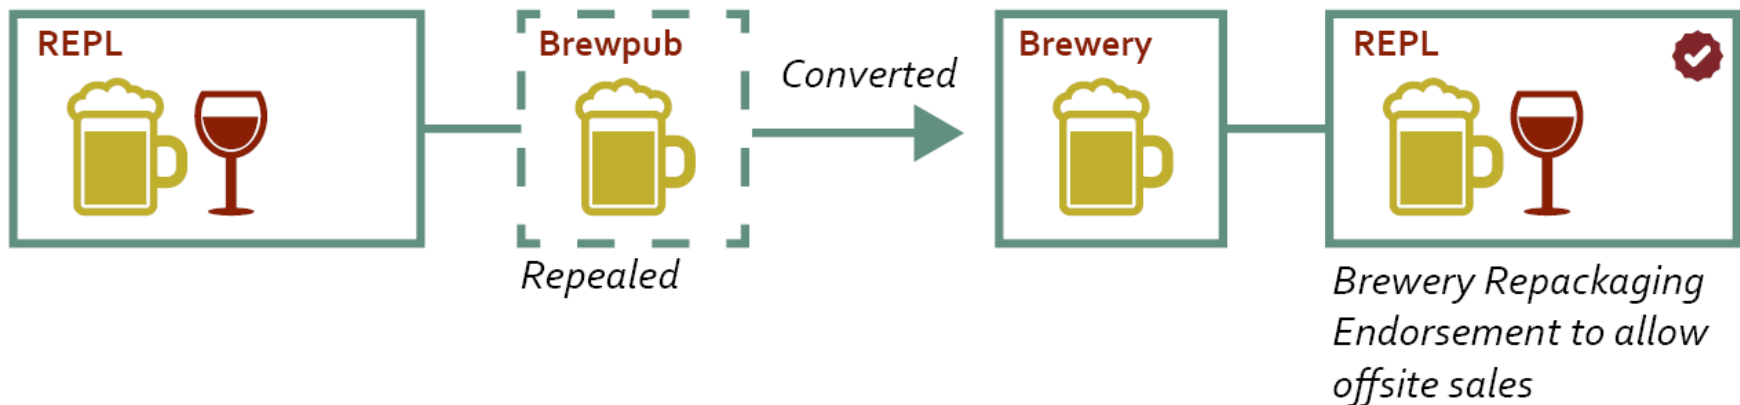 REPL
Brewpub
Repealed
Converted
Brewery
REPL
Brewery Repackaging
Endorsement to allow
offsite sales